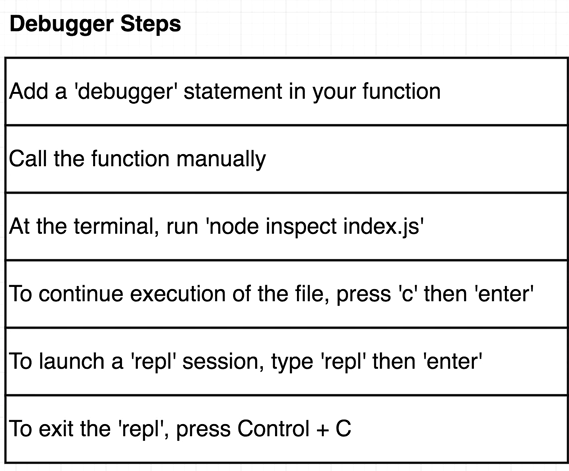 Debugger Steps
Add a 'debugger' statement in your function
Call the function manually
At the terminal, run 'node inspect index.js'
To continue execution of the file, press 'c' then 'enter'
To launch a 'repl' session, type 'repl' then 'enter'
To exit the 'repl', press Control + C